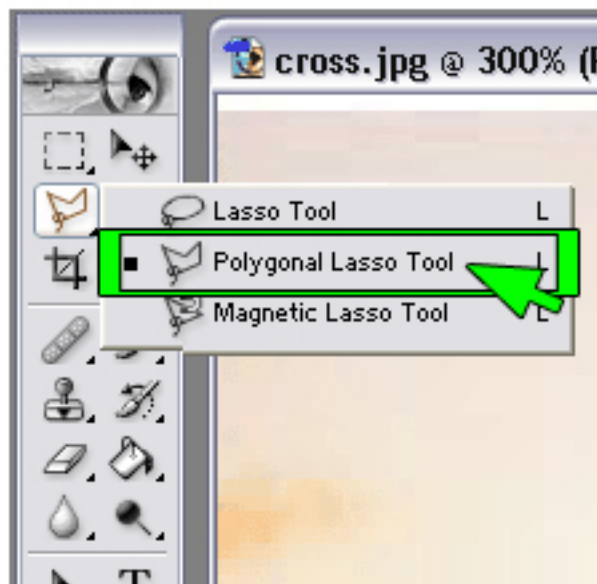 cross.jpg @ 300% (
Lasso Tool L
Polygonal Lasso Tool L
Magnetic Lasso Tool L
T